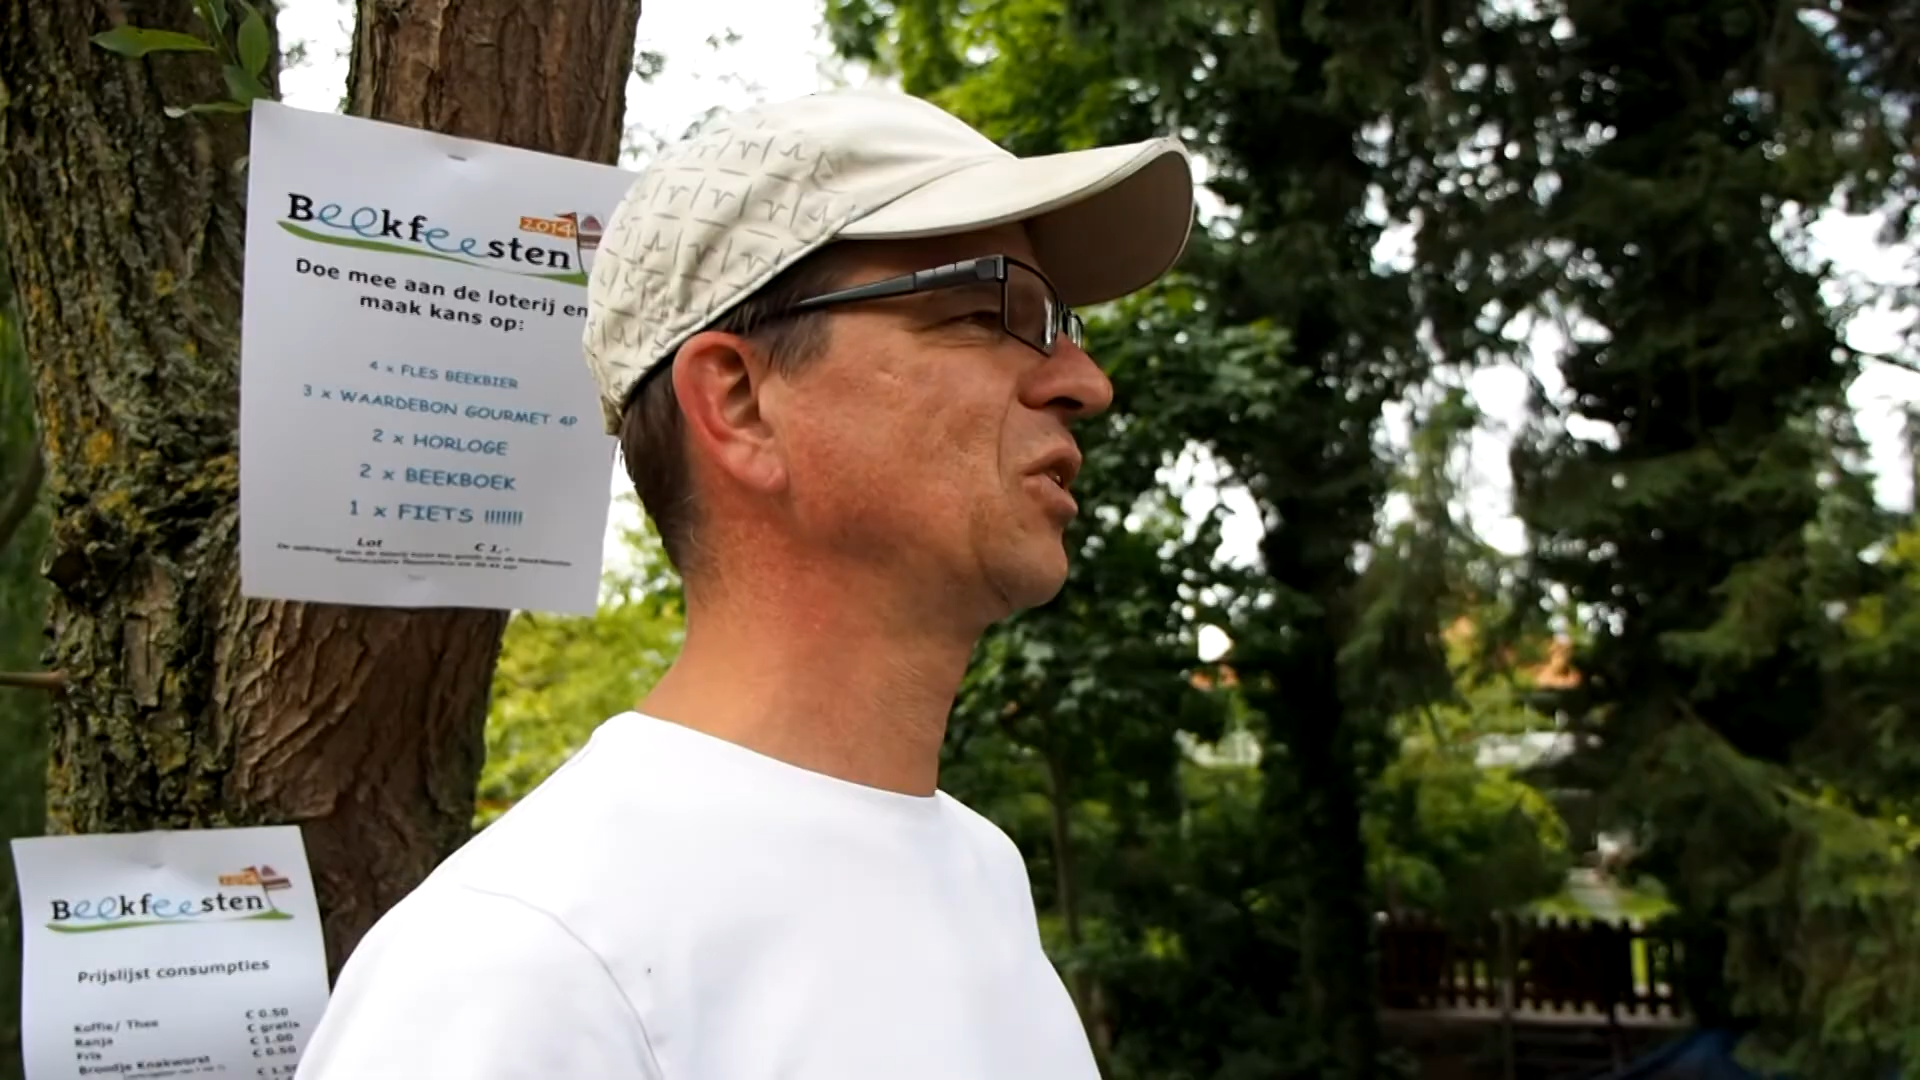 Beekfeesten
2014
Doe mee aan de loterij en
maak kans op:
4 x FLES BEEKBIER
3 x WAARDEBON GOURMET 4P
2 x HORLOGE
2 x BEEKBOEK
1 x FIETS !!!!!!!
Lot € 1,-
Beekfeesten
Prijslijst consumpties
Koffie/ Thee € 0.50
Ranja € gratis
Fris € 1.00
Broodje Knakworst € 0.50